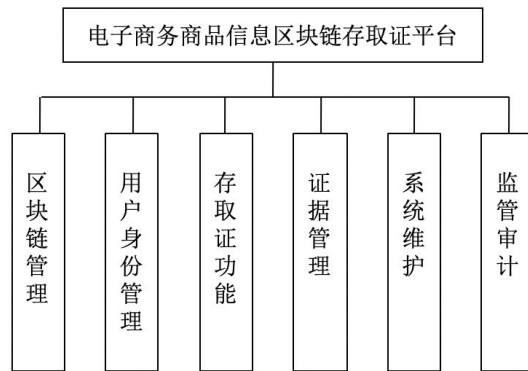 电子商务商品信息区块链存取证平台
区块链管理
用户身份管理
存取证功能
证据管理
系统维护
监管审计